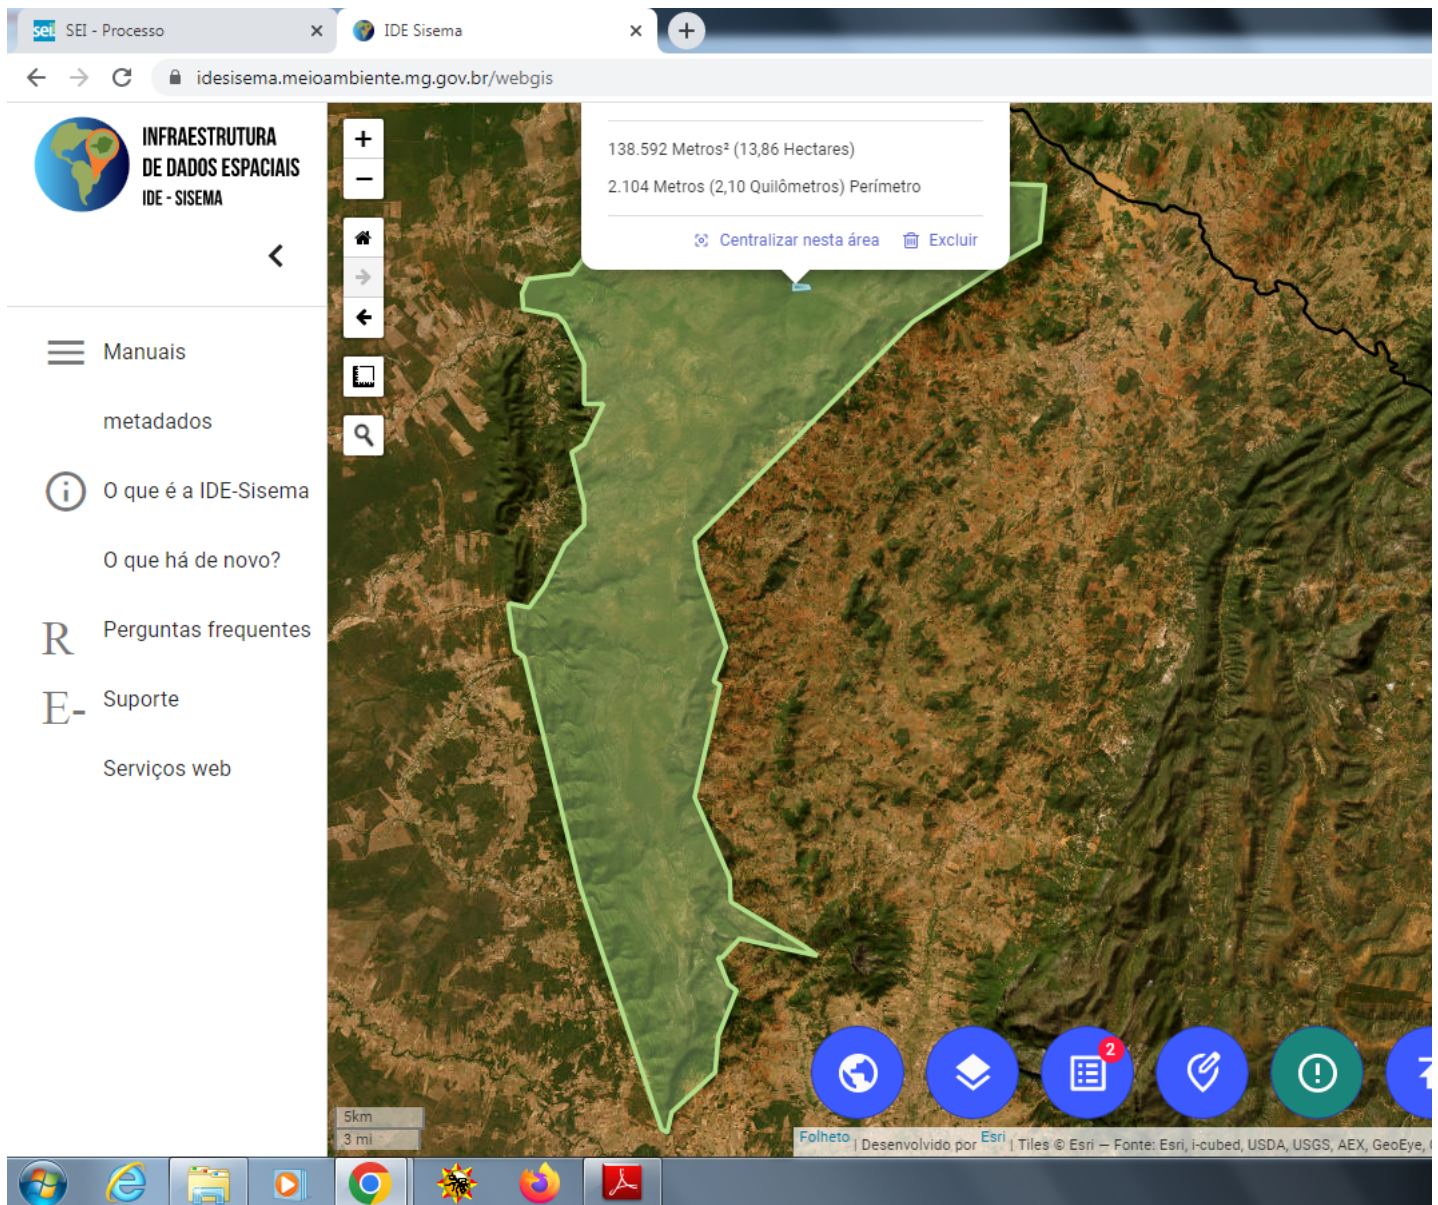 sei! SEI - Processo
IDE Sisema
idesisema.meioambiente.mg.gov.br/webgis
INFRAESTRUTURA
DE DADOS ESPACIAIS
IDE - SISEMA
Manuais
metadados
O que é a IDE-Sisema
O que há de novo?
R Perguntas frequentes
E- Suporte
Serviços web
138.592 Metros² (13,86 Hectares)
2.104 Metros (2,10 Quilômetros) Perímetro
Centralizar nesta área Excluir
2
5km
3 mi
Folheto | Desenvolvido por Esri | Tiles © Esri — Fonte: Esri, i-cubed, USDA, USGS, AEX, GeoEye,